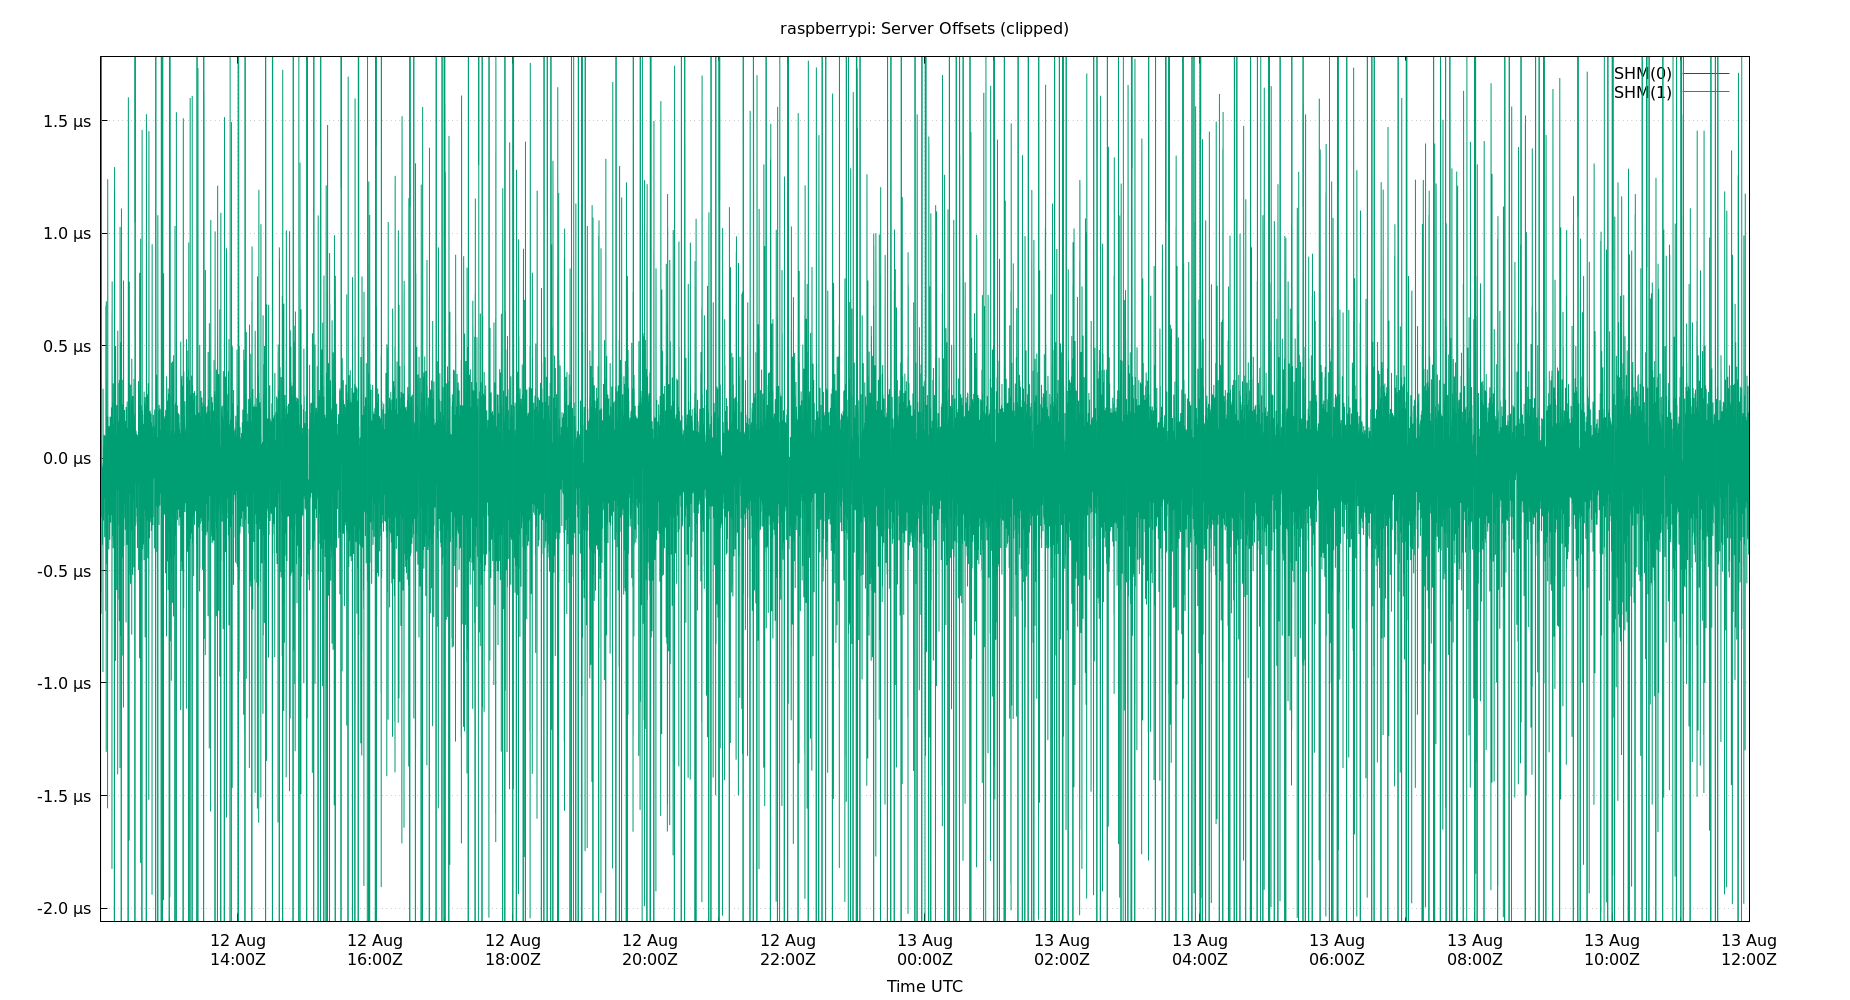 raspberrypi: Server Offsets (clipped)
SHM(0)
SHM(1)
1.5 µs
1.0 µs
0.5 µs
0.0 µs
-0.5 µs
-1.0 µs
-1.5 µs
-2.0 µs
12 Aug 12 Aug 12 Aug 12 Aug 12 Aug 13 Aug 13 Aug 13 Aug 13 Aug 13 Aug 13 Aug 13 Aug
14:00Z 16:00Z 18:00Z 20:00Z 22:00Z 00:00Z 02:00Z 04:00Z 06:00Z 08:00Z 10:00Z 12:00Z
Time UTC